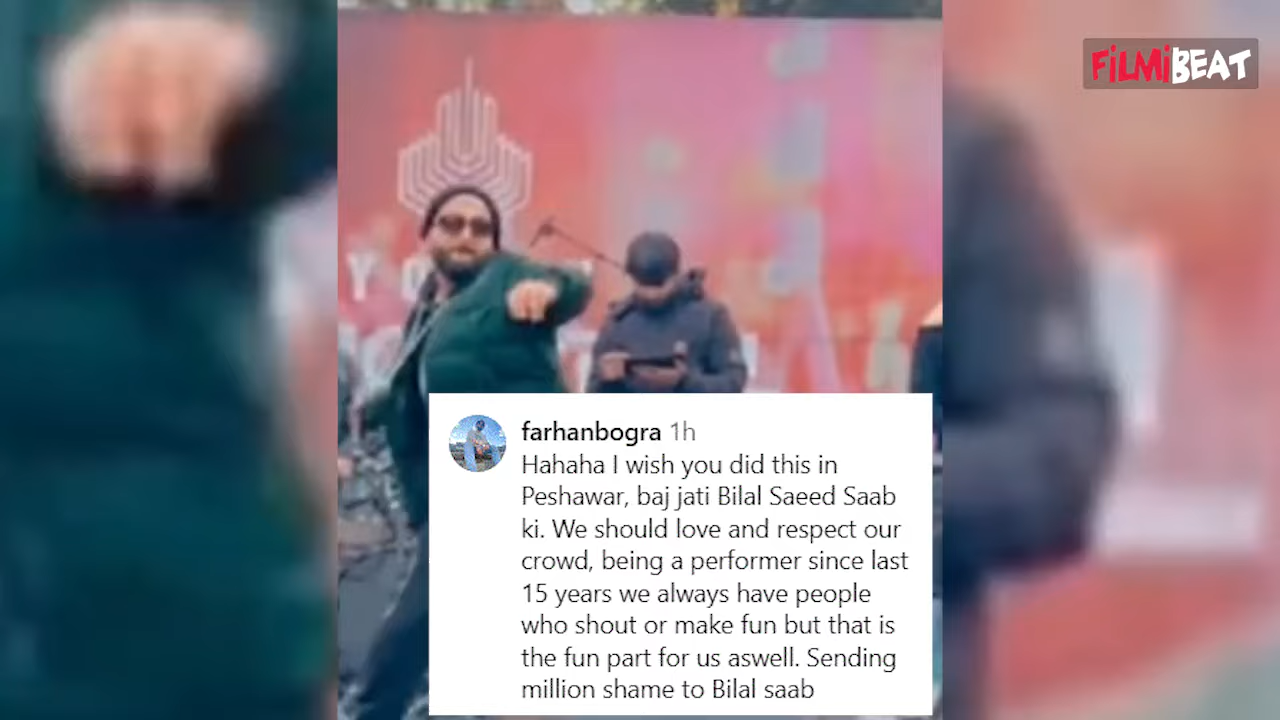 FiLMiBEAT
YO
farhanbogra 1h
Hahaha I wish you did this in
Peshawar, baj jati Bilal Saeed Saab
ki. We should love and respect our
crowd, being a performer since last
15 years we always have people
who shout or make fun but that is
the fun part for us aswell. Sending
million shame to Bilal saab